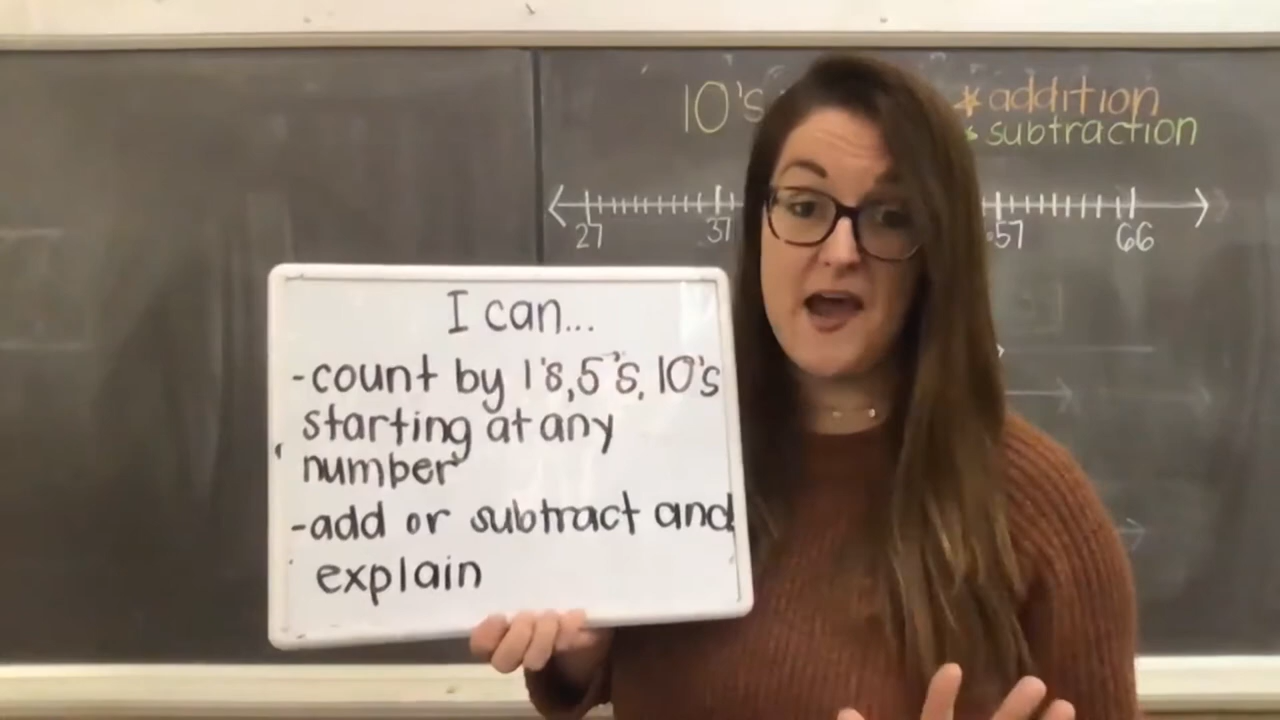 10's
* addition
* subtraction
27 37 57 66
I can...
-count by 1's, 5's, 10's
starting at any
number
-add or subtract and
explain